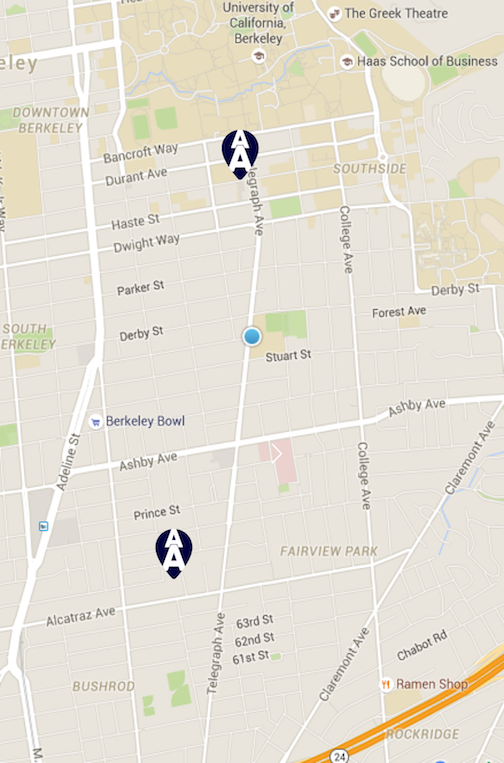 University of
California,
Berkeley
The Greek Theatre
Haas School of Business
eley
DOWNTOWN
BERKELEY
Bancroft Way
A
A
Durant Ave
SOUTHSIDE
Telegraph Ave
College Ave
Haste St
Dwight Way
Parker St
Derby St
Forest Ave
SOUTH
ERKELEY
Derby St
Stuart St
Berkeley Bowl
Ashby Ave
Ashby Ave
Adeline St
College Ave
Claremont Ave
Prince St
A
A
FAIRVIEW PARK
Alcatraz Ave
63rd St
62nd St
61st St
Telegraph Ave
Claremont Ave
Chabot Rd
BUSHROD
Ramen Shop
ROCKRIDGE
24
M